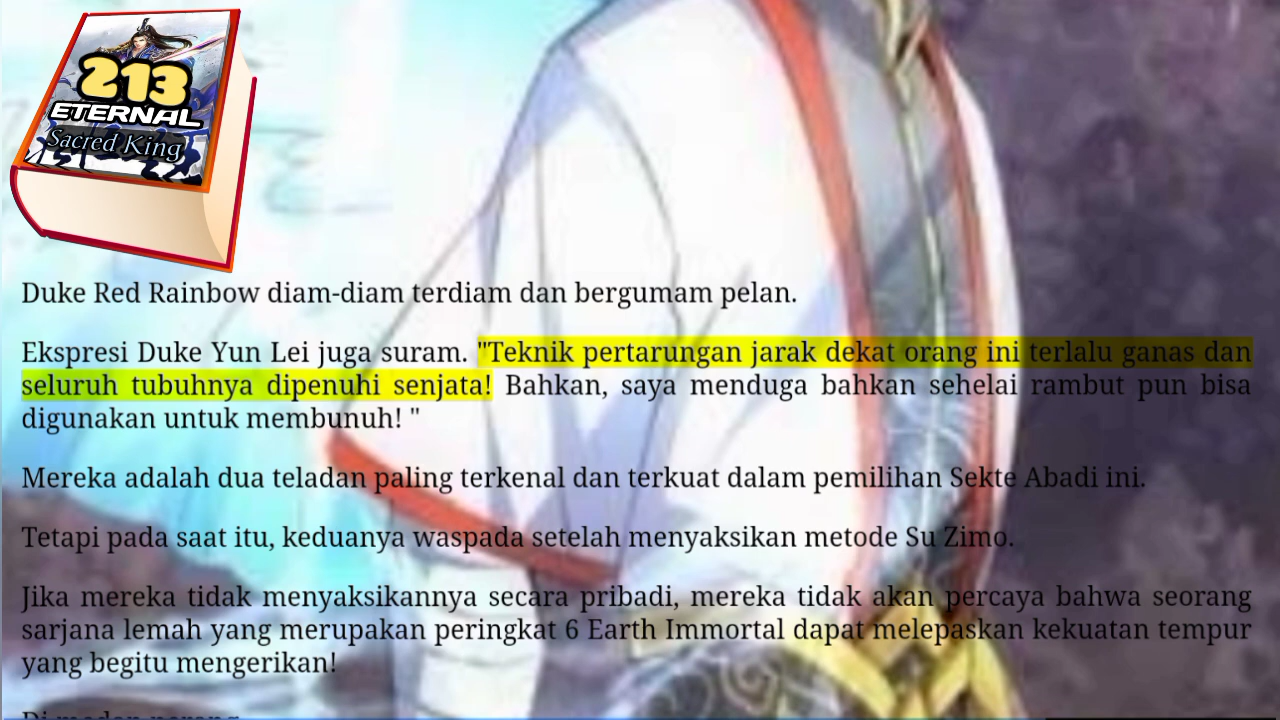 213
ETERNAL
Sacred King
Duke Red Rainbow diam-diam terdiam dan bergumam pelan.
Ekspresi Duke Yun Lei juga suram. "Teknik pertarungan jarak dekat orang ini terlalu ganas dan
seluruh tubuhnya dipenuhi senjata! Bahkan, saya menduga bahkan sehelai rambut pun bisa
digunakan untuk membunuh! "
Mereka adalah dua teladan paling terkenal dan terkuat dalam pemilihan Sekte Abadi ini.
Tetapi pada saat itu, keduanya waspada setelah menyaksikan metode Su Zimo.
Jika mereka tidak menyaksikannya secara pribadi, mereka tidak akan percaya bahwa seorang
sarjana lemah yang merupakan peringkat 6 Earth Immortal dapat melepaskan kekuatan tempur
yang begitu mengerikan!